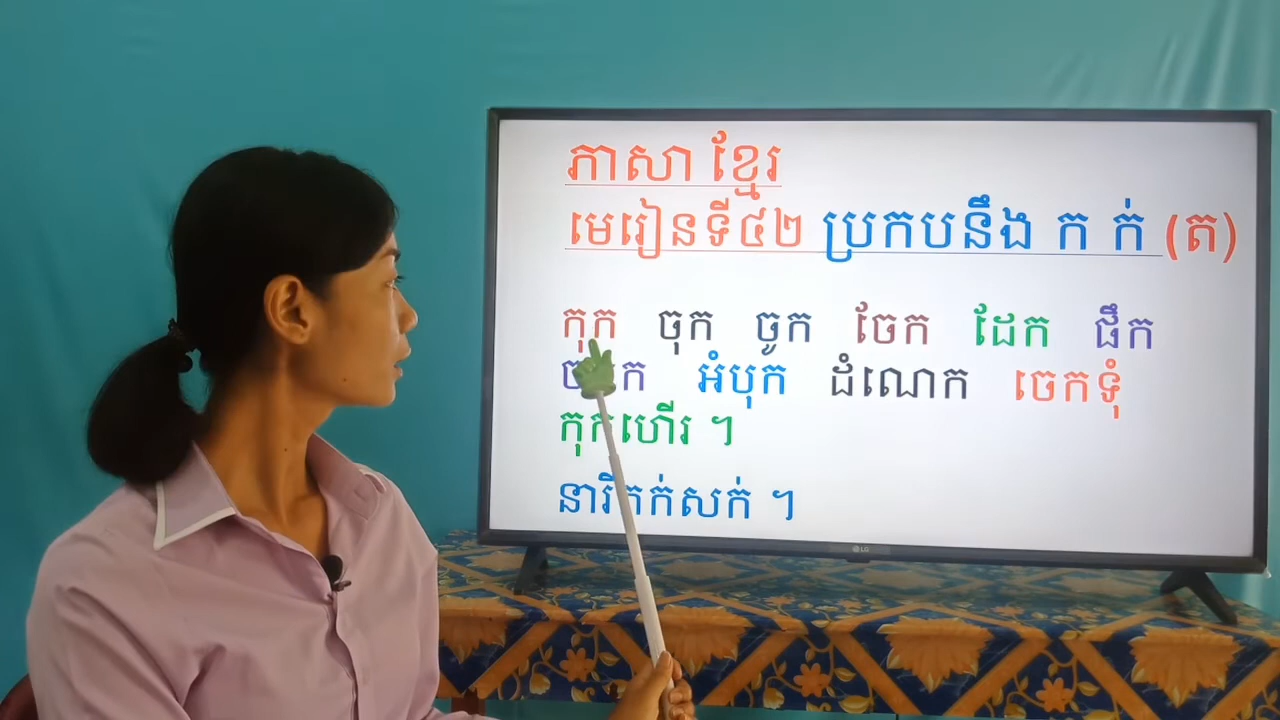 ភាសា ខ្មែរ
មេរៀនទី៤២ ប្រកបនឹង ក ក់ (ត)
កុក ចុក ចូក ចែក ដែក ផឹក
អំបុក ដំណេក ចេកទុំ
កុកហើរ ។
នារីកក់សក់ ។
LG